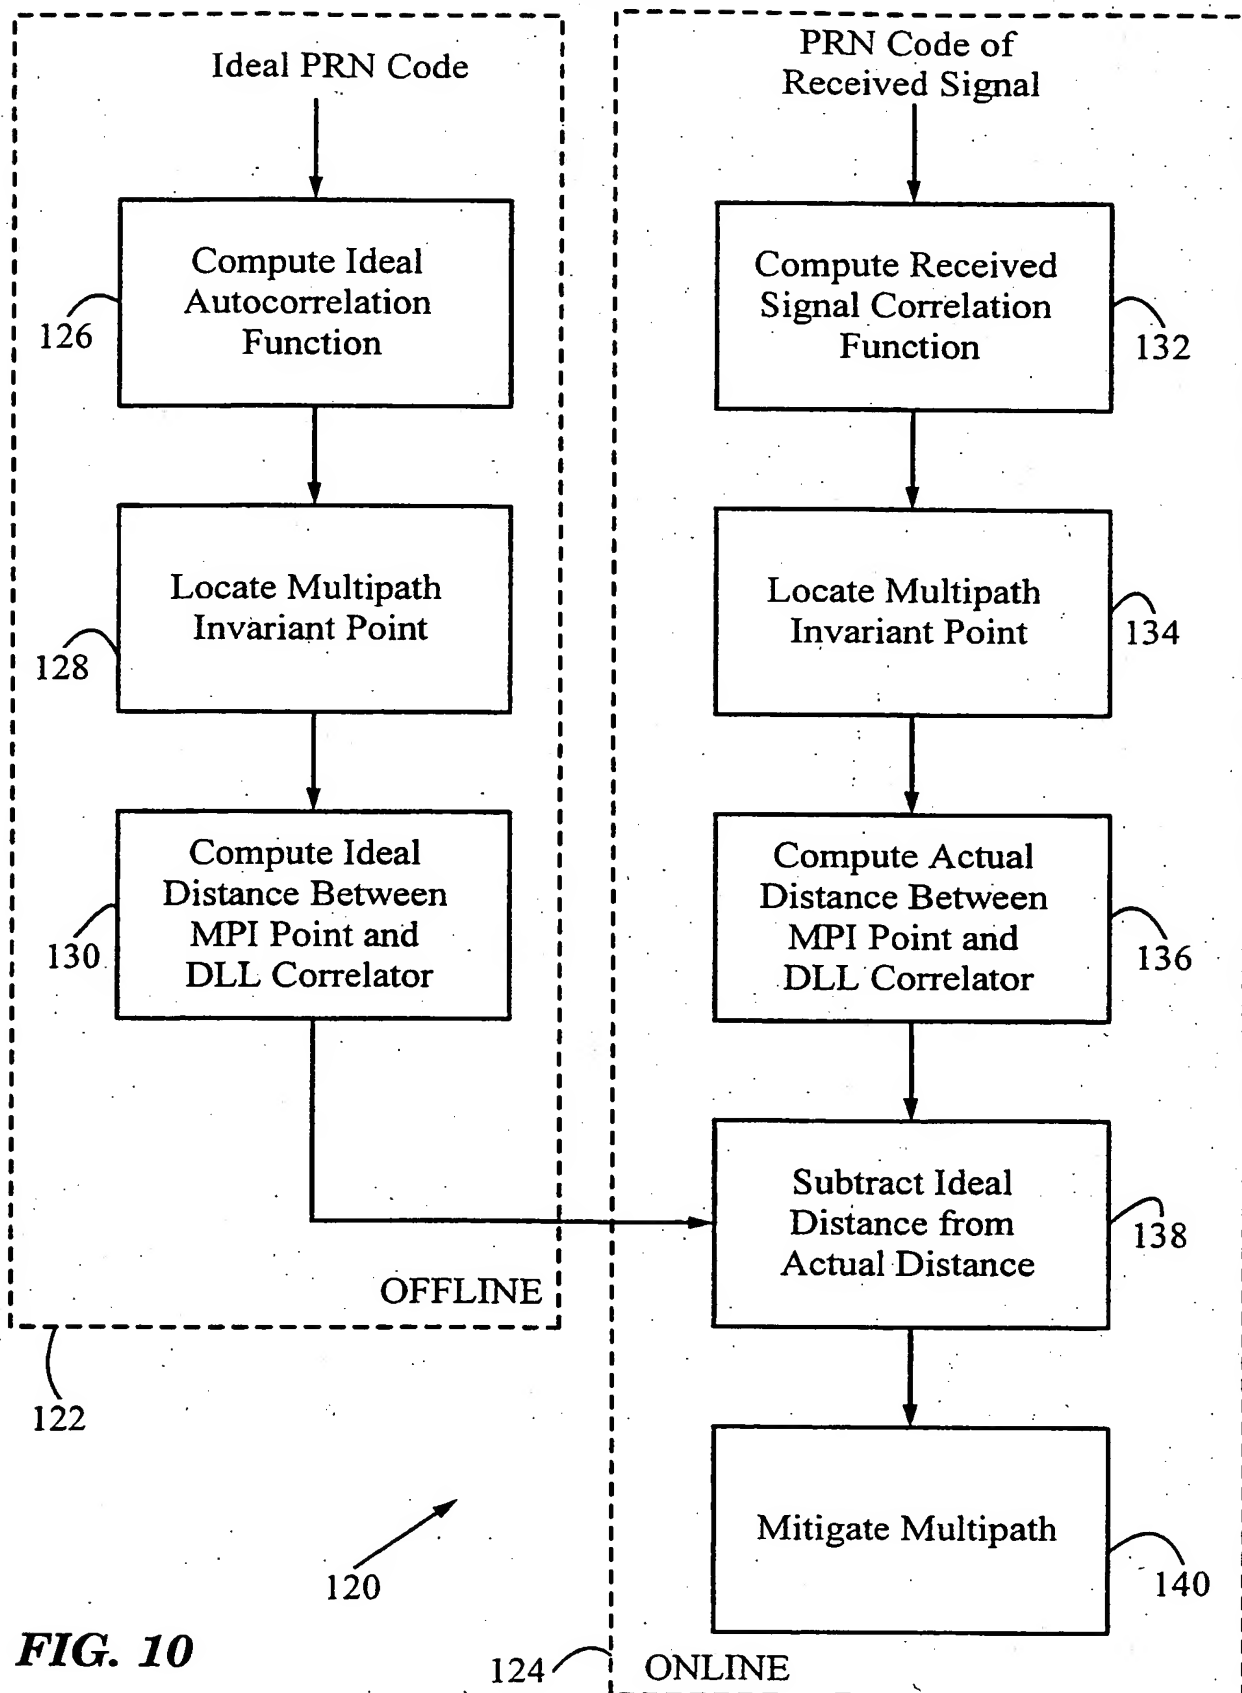 Ideal PRN Code
Compute Ideal
Autocorrelation
Function
126
Locate Multipath
Invariant Point
128
Compute Ideal
Distance Between
MPI Point and
DLL Correlator
130
OFFLINE
122
PRN Code of
Received Signal
Compute Received
Signal Correlation
Function
132
Locate Multipath
Invariant Point
134
Compute Actual
Distance Between
MPI Point and
DLL Correlator
136
Subtract Ideal
Distance from
Actual Distance
138
Mitigate Multipath
140
120
FIG. 10
124
ONLINE